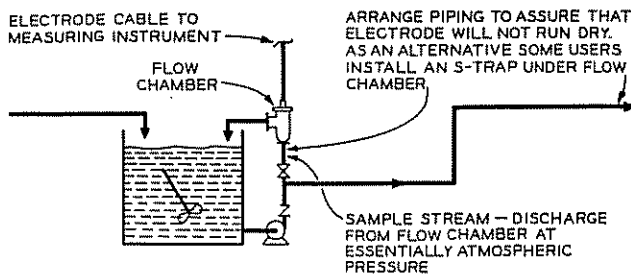 ELECTRODE CABLE TO
MEASURING INSTRUMENT
FLOW
CHAMBER
ARRANGE PIPING TO ASSURE THAT
ELECTRODE WILL NOT RUN DRY.
AS AN ALTERNATIVE SOME USERS
INSTALL AN S-TRAP UNDER FLOW
CHAMBER
SAMPLE STREAM — DISCHARGE
FROM FLOW CHAMBER AT
ESSENTIALLY ATMOSPHERIC
PRESSURE